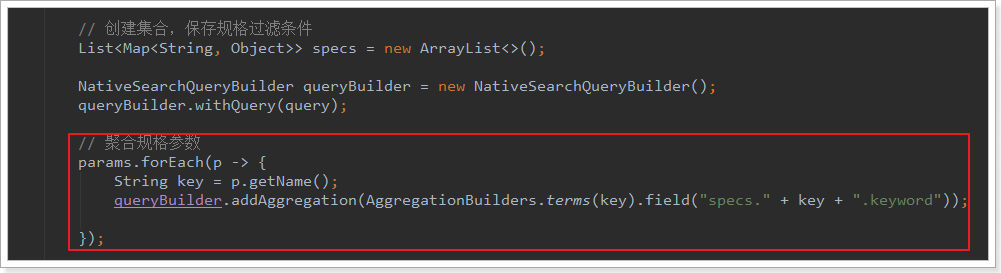 // 创建集合，保存规格过滤条件
List<Map<String, Object>> specs = new ArrayList<>();
NativeSearchQueryBuilder queryBuilder = new NativeSearchQueryBuilder();
queryBuilder.withQuery(query);
// 聚合规格参数
params.forEach(p -> {
String key = p.getName();
queryBuilder.addAggregation(AggregationBuilders.terms(key).field("specs." + key + ".keyword"));
});